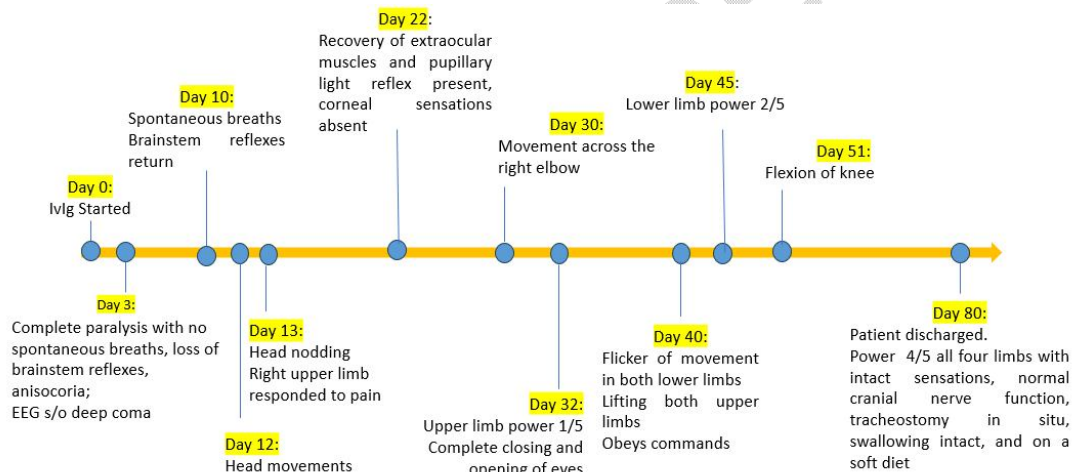 Day 0:
IvIg Started
Day 3:
Complete paralysis with no
spontaneous breaths, loss of
brainstem reflexes,
anisocoria;
EEG s/o deep coma
Day 10:
Spontaneous breaths
Brainstem reflexes
return
Day 12:
Head movements
Day 13:
Head nodding
Right upper limb
responded to pain
Day 22:
Recovery of extraocular
muscles and pupillary
light reflex present,
corneal sensations
absent
Day 30:
Movement across the
right elbow
Day 32:
Upper limb power 1/5
Complete closing and
opening of eyes
Day 40:
Flicker of movement
in both lower limbs
Lifting both upper
limbs
Obeys commands
Day 45:
Lower limb power 2/5
Day 51:
Flexion of knee
Day 80:
Patient discharged.
Power 4/5 all four limbs with
intact sensations, normal
cranial nerve function,
tracheostomy in situ,
swallowing intact, and on a
soft diet